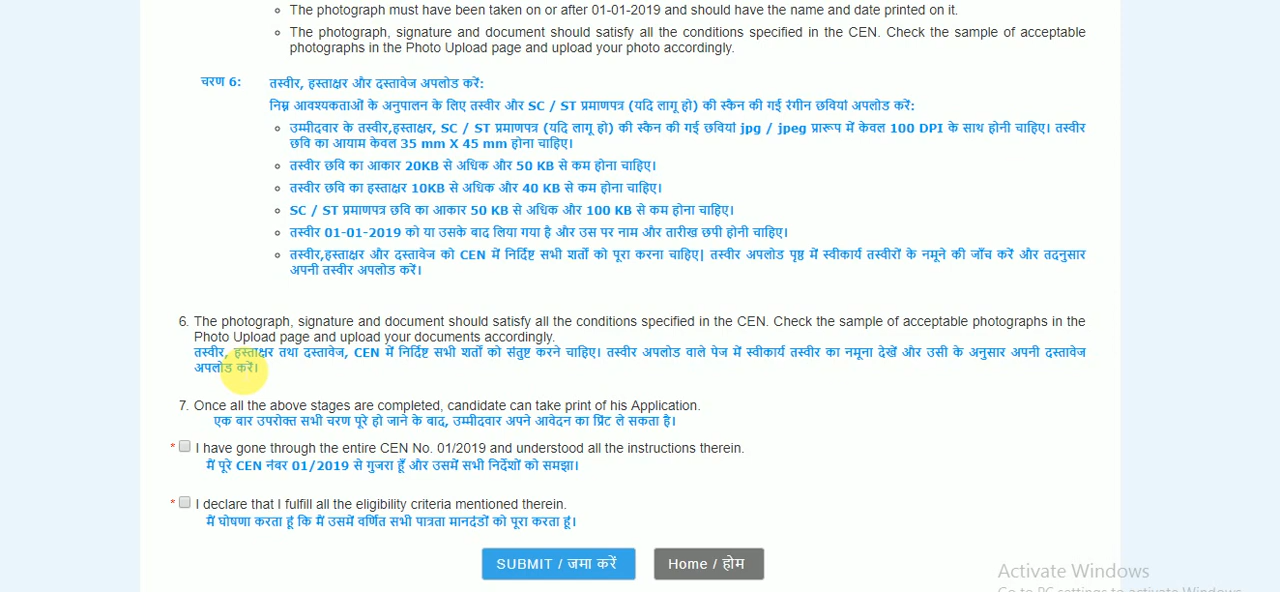 The photograph must have been taken on or after 01-01-2019 and should have the name and date printed on it.
The photograph, signature and document should satisfy all the conditions specified in the CEN. Check the sample of acceptable
photographs in the Photo Upload page and upload your photo accordingly.
चरण 6: तस्वीर, हस्ताक्षर और दस्तावेज अपलोड करें:
निम्न आवश्यकताओं के अनुपालन के लिए तस्वीर और SC / ST प्रमाणपत्र (यदि लागू हो) की स्कैन की गई रंगीन छवियां अपलोड करें:
उम्मीदवार के तस्वीर,हस्ताक्षर, SC / ST प्रमाणपत्र (यदि लागू हो) की स्कैन की गई छवियां jpg / jpeg प्रारूप में केवल 100 DPI के साथ होनी चाहिए। तस्वीर
छवि का आयाम केवल 35 mm X 45 mm होना चाहिए।
तस्वीर छवि का आकार 20KB से अधिक और 50 KB से कम होना चाहिए।
तस्वीर छवि का हस्ताक्षर 10KB से अधिक और 40 KB से कम होना चाहिए।
SC / ST प्रमाणपत्र छवि का आकार 50 KB से अधिक और 100 KB से कम होना चाहिए।
तस्वीर 01-01-2019 को या उसके बाद लिया गया है और उस पर नाम और तारीख छपी होनी चाहिए।
तस्वीर,हस्ताक्षर और दस्तावेज को CEN में निर्दिष्ट सभी शर्तों को पूरा करना चाहिए| तस्वीर अपलोड पृष्ठ में स्वीकार्य तस्वीरों के नमूने की जाँच करें और तदनुसार
अपनी तस्वीर अपलोड करें।
6. The photograph, signature and document should satisfy all the conditions specified in the CEN. Check the sample of acceptable photographs in the
Photo Upload page and upload your documents accordingly.
तस्वीर, हस्ताक्षर तथा दस्तावेज, CEN में निर्दिष्ट सभी शर्तों को संतुष्ट करने चाहिए। तस्वीर अपलोड वाले पेज में स्वीकार्य तस्वीर का नमूना देखें और उसी के अनुसार अपनी दस्तावेज
अपलोड करें।
7. Once all the above stages are completed, candidate can take print of his Application.
एक बार उपरोक्त सभी चरण पूरे हो जाने के बाद, उम्मीदवार अपने आवेदन का प्रिंट ले सकता है।
* I have gone through the entire CEN No. 01/2019 and understood all the instructions therein.
मैं पूरे CEN नंबर 01/2019 से गुजरा हूँ और उसमें सभी निर्देशों को समझा।
* I declare that I fulfill all the eligibility criteria mentioned therein.
मैं घोषणा करता हूं कि मैं उसमें वर्णित सभी पात्रता मानदंडों को पूरा करता हूं।
SUBMIT / जमा करें Home / होम
Activate Windows
Go to PC settings to activate Windows.